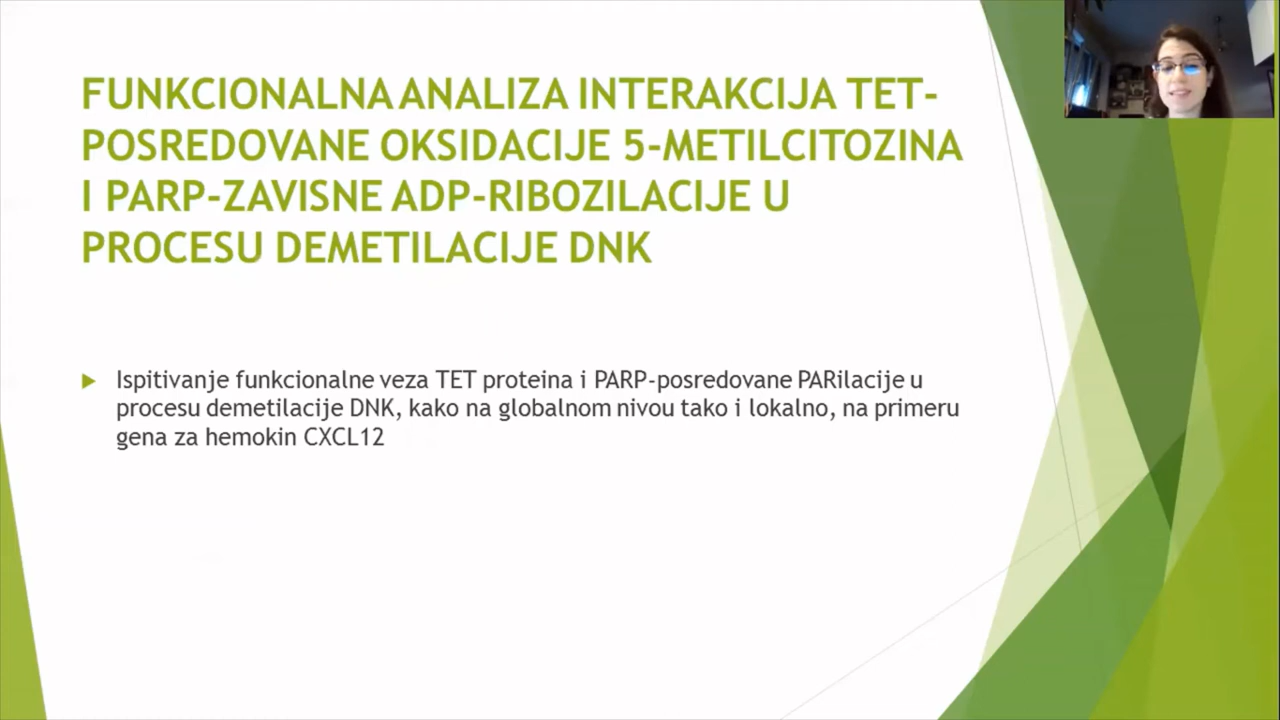 FUNKCIONALNA ANALIZA INTERAKCIJA TET-
POSREDOVANE OKSIDACIJE 5-METILCITOZINA
I PARP-ZAVISNE ADP-RIBOZILACIJE U
PROCESU DEMETILACIJE DNK
Ispitivanje funkcionalne veza TET proteina i PARP-posredovane PARilacije u
procesu demetilacije DNK, kako na globalnom nivou tako i lokalno, na primeru
gena za hemokin CXCL12